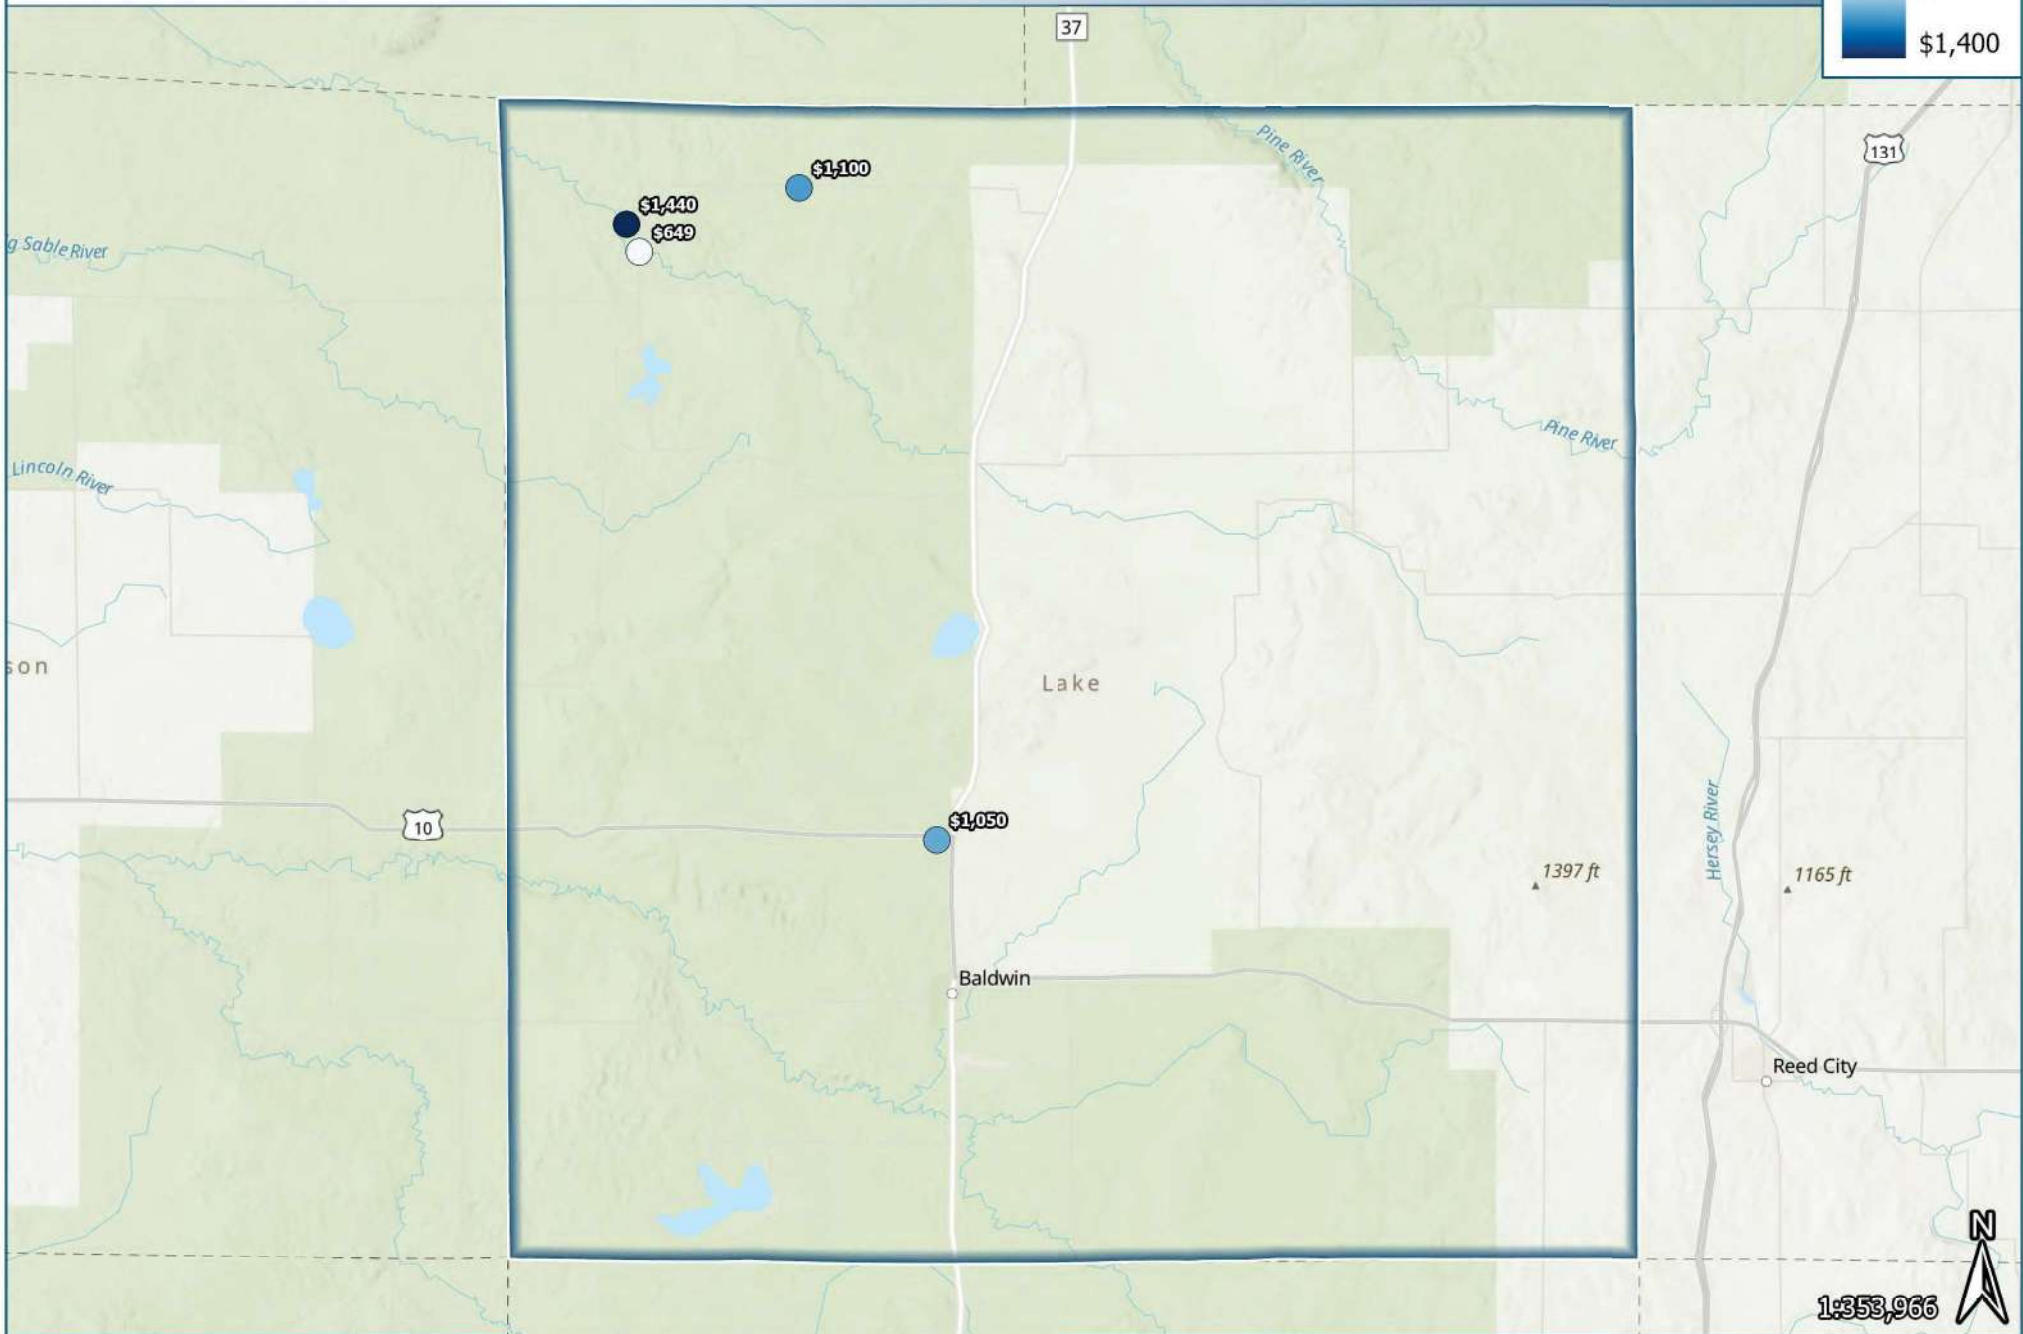 37
$1,400
Pine River
131
$1,100
$1,440
$649
g Sable River
Pine River
Lincoln River
son
Lake
Hersey River
10
$1,050
1397 ft
1165 ft
Baldwin
Reed City
N
1:353,966